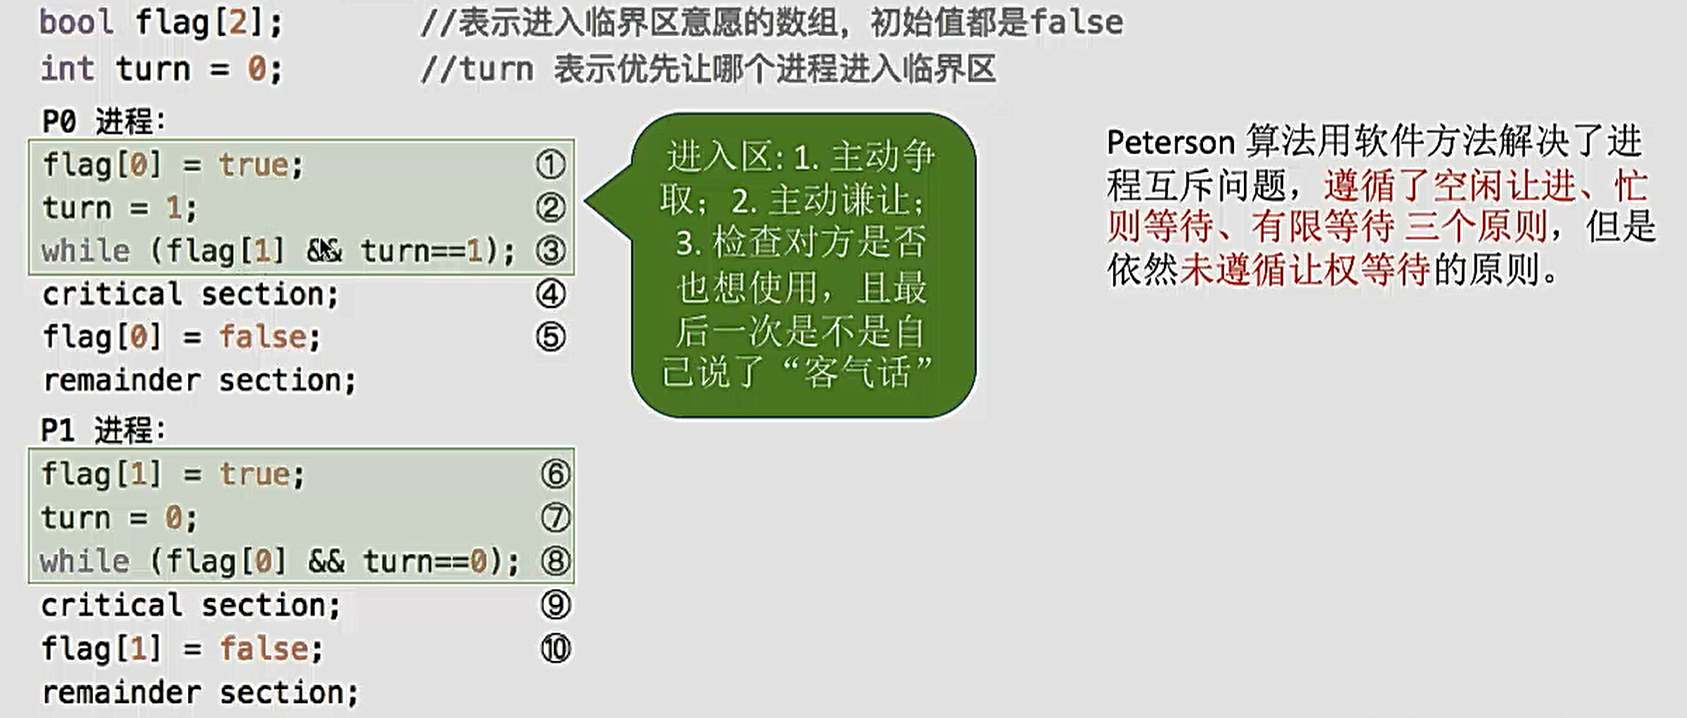 bool flag[2]; //表示进入临界区意愿的数组，初始值都是false
int turn = 0; //turn 表示优先让哪个进程进入临界区
P0 进程：
flag[0] = true; ①
turn = 1; ②
while (flag[1] && turn==1); ③
critical section; ④
flag[0] = false; ⑤
remainder section;
P1 进程：
flag[1] = true; ⑥
turn = 0; ⑦
while (flag[0] && turn==0); ⑧
critical section; ⑨
flag[1] = false; ⑩
remainder section;
进入区: 1. 主动争
取；2. 主动谦让；
3. 检查对方是否
也想使用，且最
后一次是不是自
己说了“客气话”
Peterson 算法用软件方法解决了进
程互斥问题，遵循了空闲让进、忙
则等待、有限等待 三个原则，但是
依然未遵循让权等待的原则。